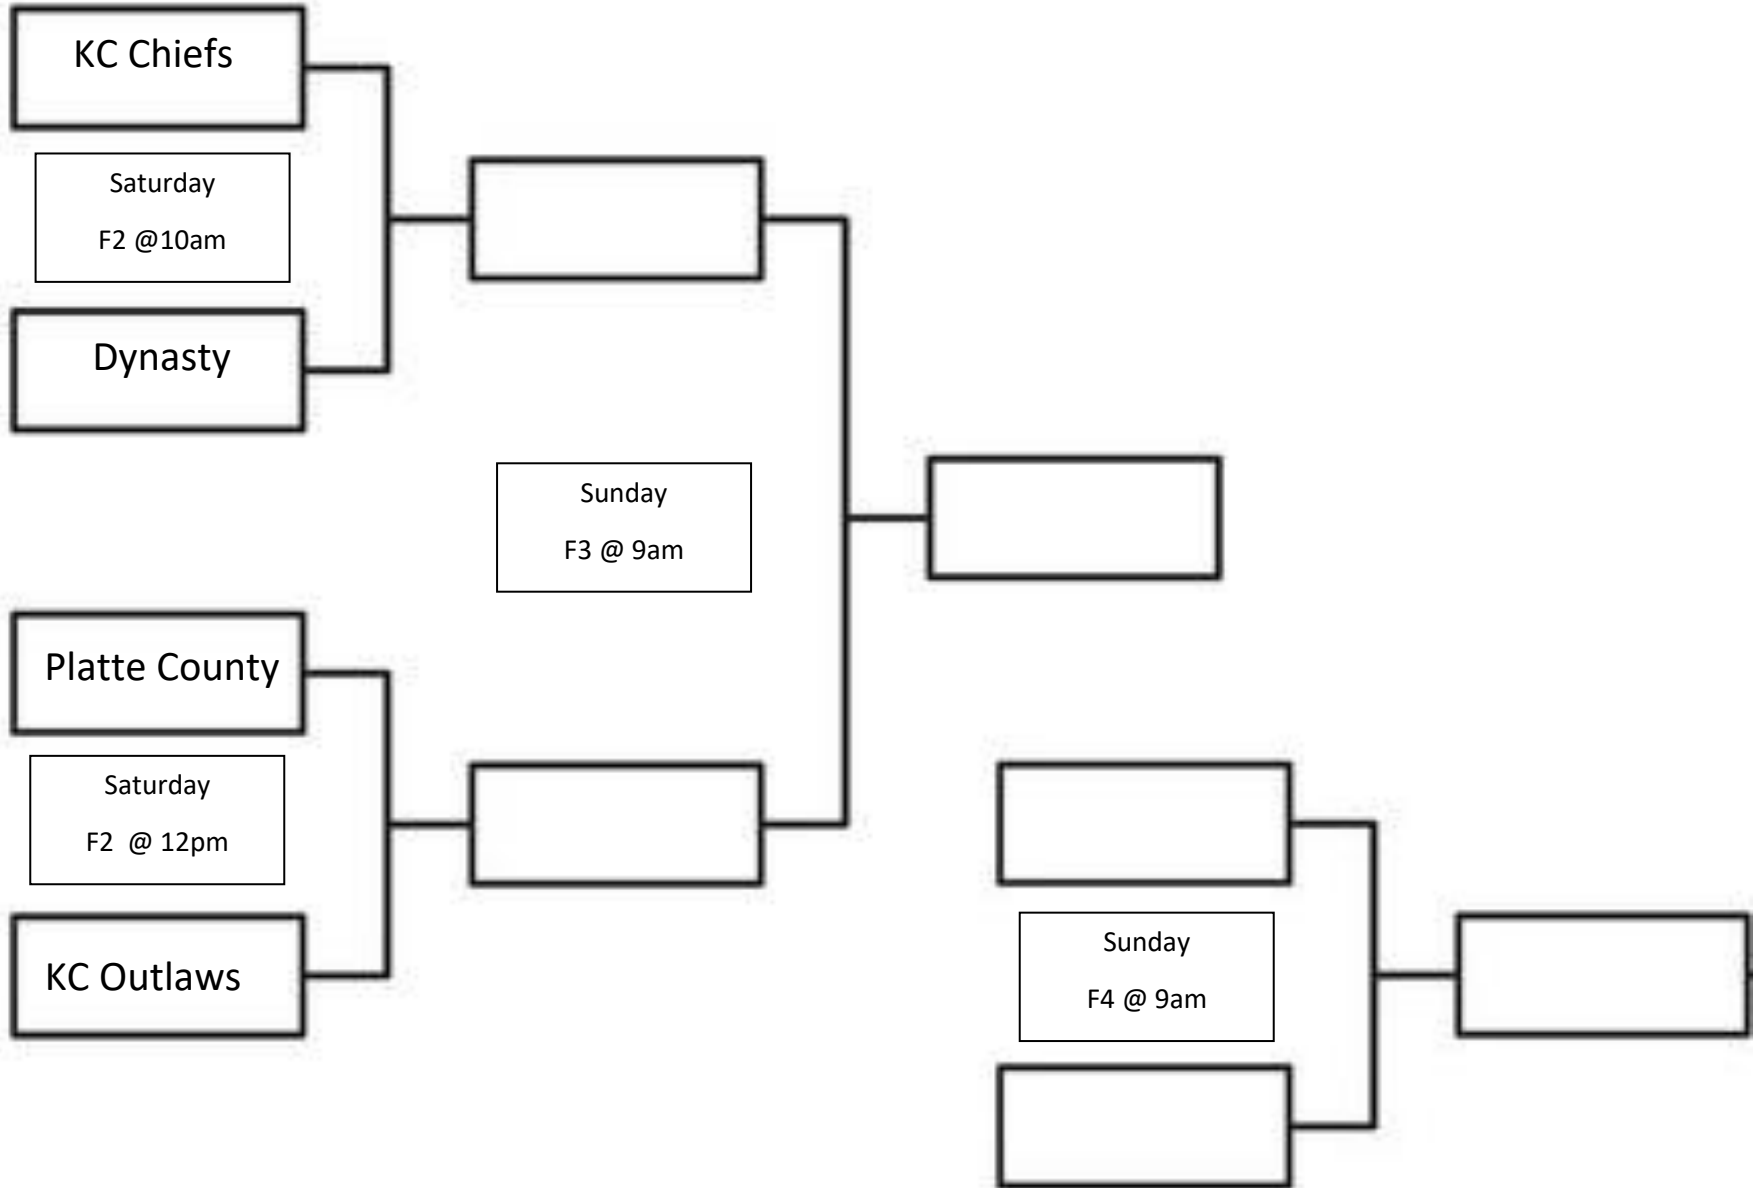 KC Chiefs
Saturday
F2 @10am
Dynasty
Sunday
F3 @ 9am
Platte County
Saturday
F2  @ 12pm
KC Outlaws
Sunday
F4 @ 9am